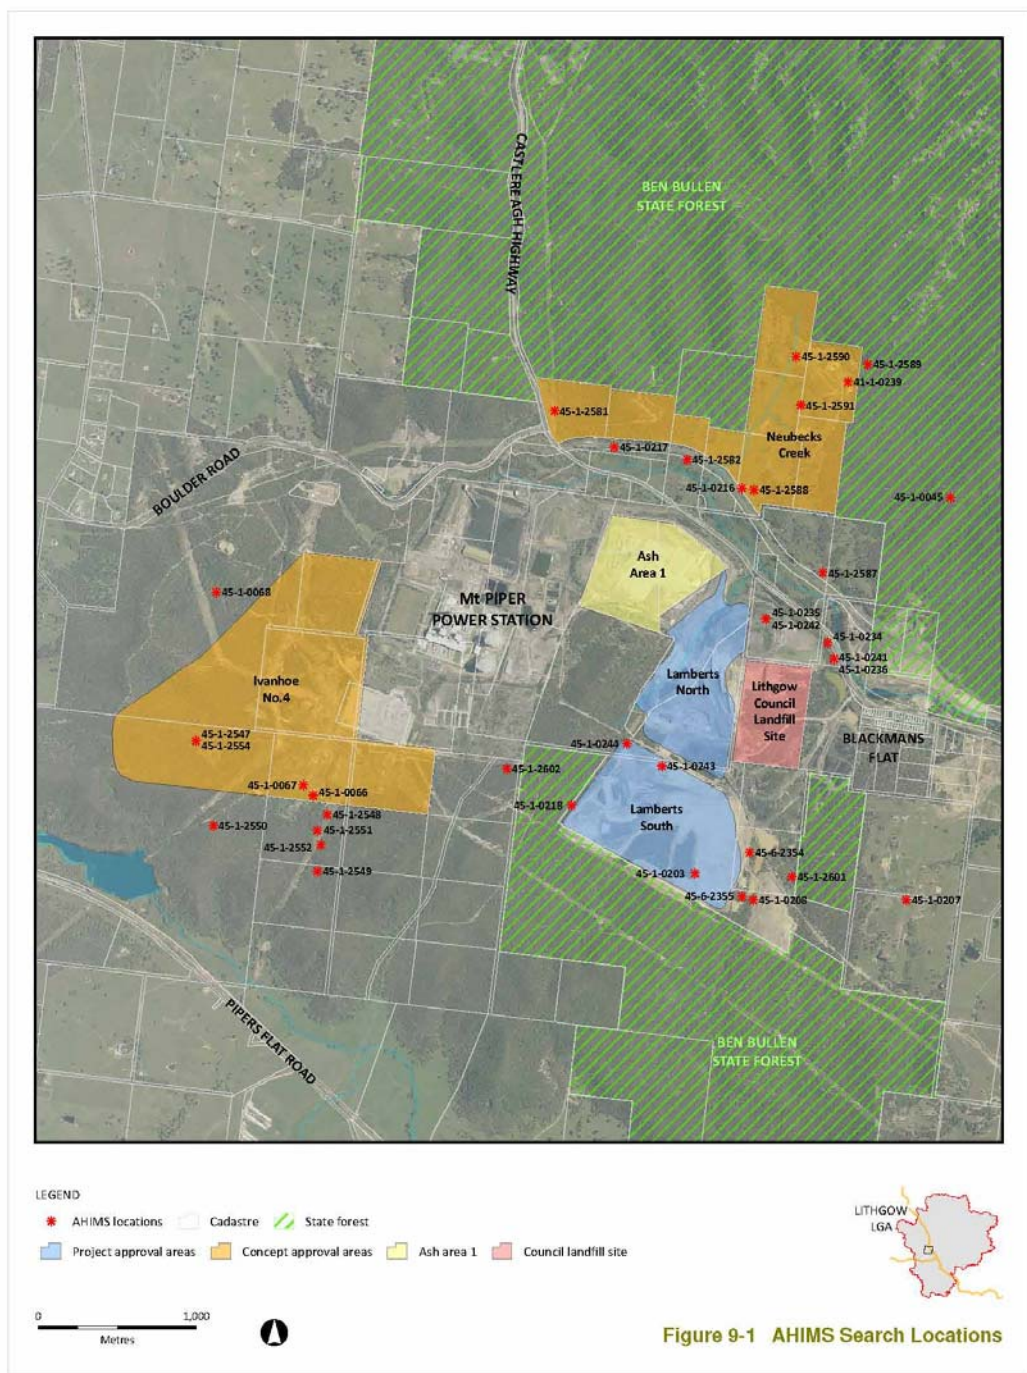 CASTLEREAGH HIGHWAY
BEN BULLEN
STATE FOREST
45-1-2590
45-1-2589
41-1-0239
45-1-2591
45-1-2581
Neubecks
Creek
45-1-0217
45-1-2582
45-1-0216
45-1-2588
45-1-0045
BOULDER ROAD
Ash
Area 1
45-1-2587
45-1-0068
Mt PIPER
POWER STATION
45-1-0235
45-1-0242
45-1-0234
45-1-0241
45-1-0236
Ivanhoe
No.4
Lamberts
North
Lithgow
Council
Landfill
Site
BLACKMANS
FLAT
45-1-2547
45-1-2554
45-1-0244
45-1-0243
45-1-2602
45-1-0067
45-1-0066
45-1-0218
Lamberts
South
45-1-2548
45-1-2550
45-1-2551
45-1-2552
45-1-2549
45-6-2354
45-1-0203
45-1-2601
45-6-2355
45-1-0208
45-1-0207
PIPERS FLAT ROAD
BEN BULLEN
STATE FOREST
LEGEND
AHIMS locations
Cadastre
State forest
Project approval areas
Concept approval areas
Ash area 1
Council landfill site
LITHGOW
LGA
0 1,000
Metres
Figure 9-1 AHIMS Search Locations